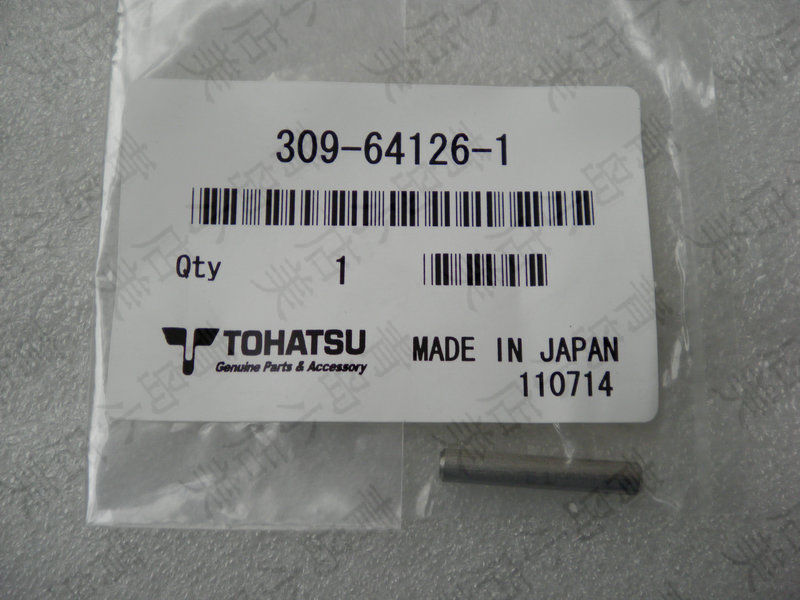 309-64126-1
Qty 1
TOHATSU
Genuine Parts & Accessory
MADE IN JAPAN
110714